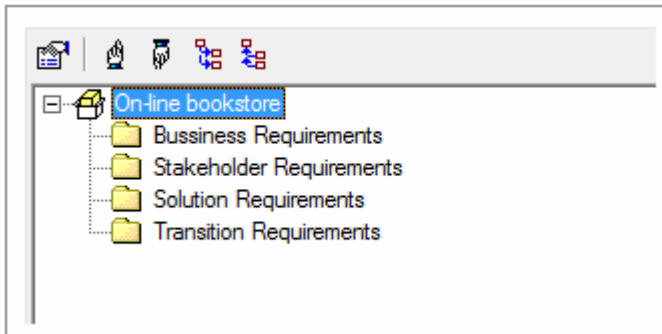 On-line bookstore
Bussiness Requirements
Stakeholder Requirements
Solution Requirements
Transition Requirements